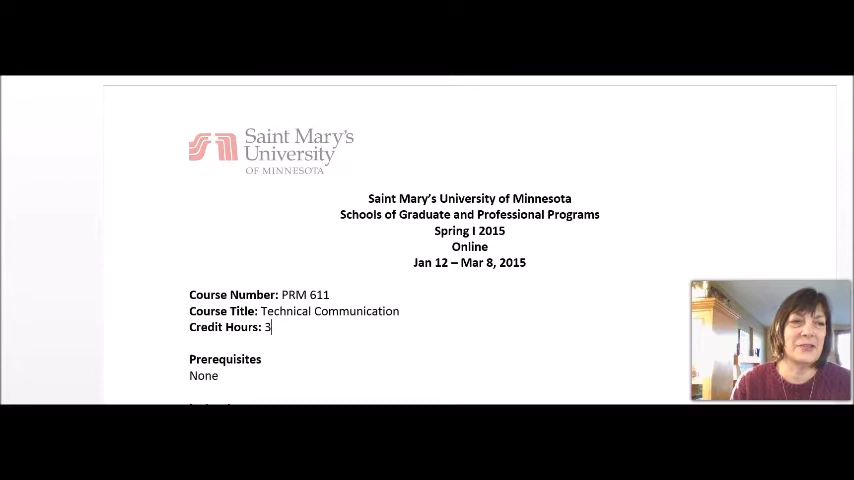 Saint Mary's
University
OF MINNESOTA
Saint Mary's University of Minnesota
Schools of Graduate and Professional Programs
Spring I 2015
Online
Jan 12 – Mar 8, 2015
Course Number: PRM 611
Course Title: Technical Communication
Credit Hours: 3
Prerequisites
None